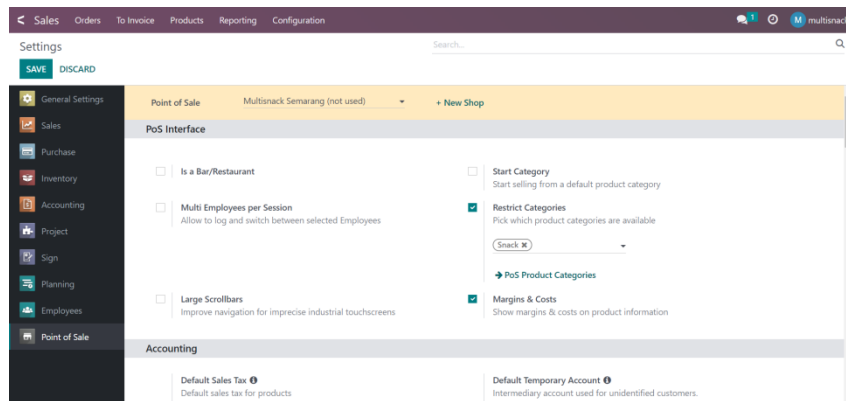 Sales Orders To Invoice Products Reporting Configuration 1 M multisnack
Settings Search...
SAVE DISCARD
General Settings
Sales
Purchase
Inventory
Accounting
Project
Sign
Planning
Employees
Point of Sale
Point of Sale Multisnack Semarang (not used) + New Shop
PoS Interface
Is a Bar/Restaurant
Start Category
Start selling from a default product category
Multi Employees per Session
Allow to log and switch between selected Employees
Restrict Categories
Pick which product categories are available
Snack ✖
PoS Product Categories
Large Scrollbars
Improve navigation for imprecise industrial touchscreens
Margins & Costs
Show margins & costs on product information
Accounting
Default Sales Tax
Default sales tax for products
Default Temporary Account
Intermediary account used for unidentified customers.